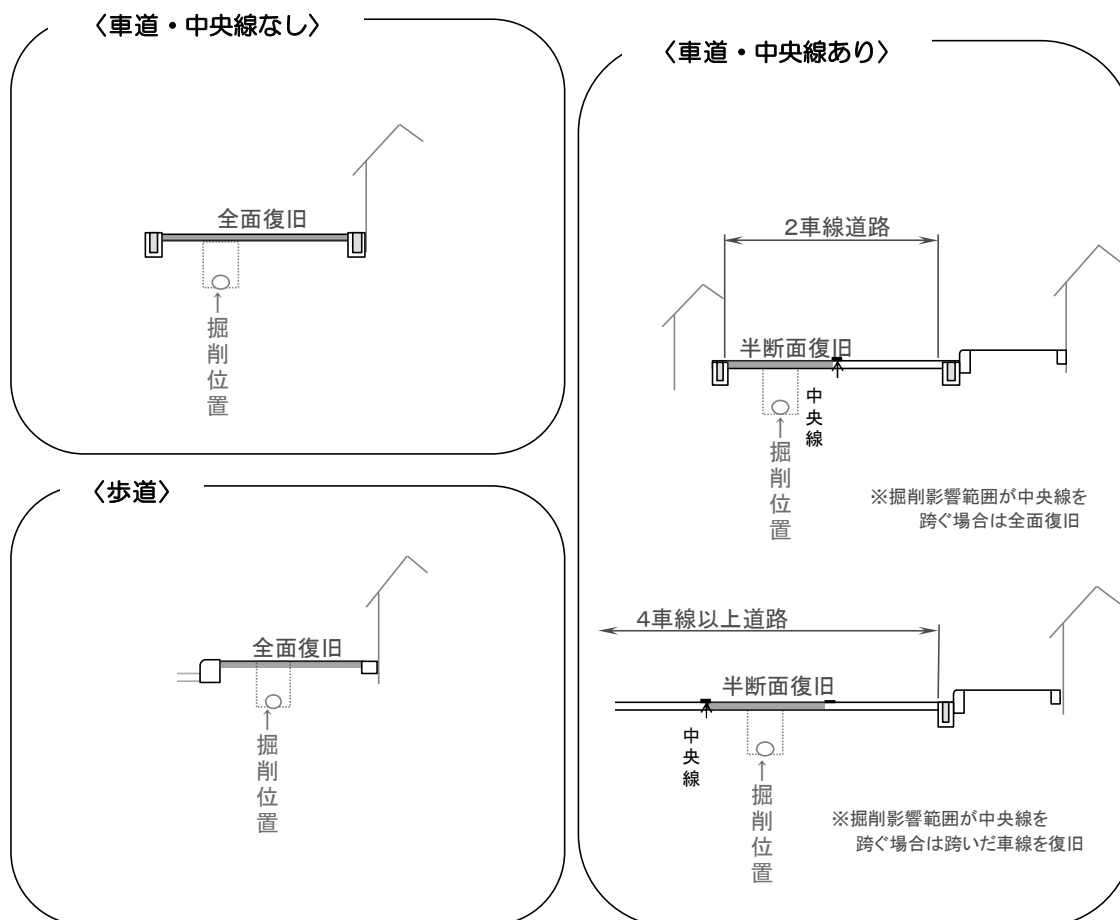 〈車道・中央線なし〉
全面復旧
↑掘削位置
〈歩道〉
全面復旧
↑掘削位置
〈車道・中央線あり〉
2車線道路
半断面復旧
中央線
↑掘削位置
※掘削影響範囲が中央線を
跨ぐ場合は全面復旧
4車線以上道路
半断面復旧
中央線
↑掘削位置
※掘削影響範囲が中央線を
跨ぐ場合は跨いだ車線を復旧